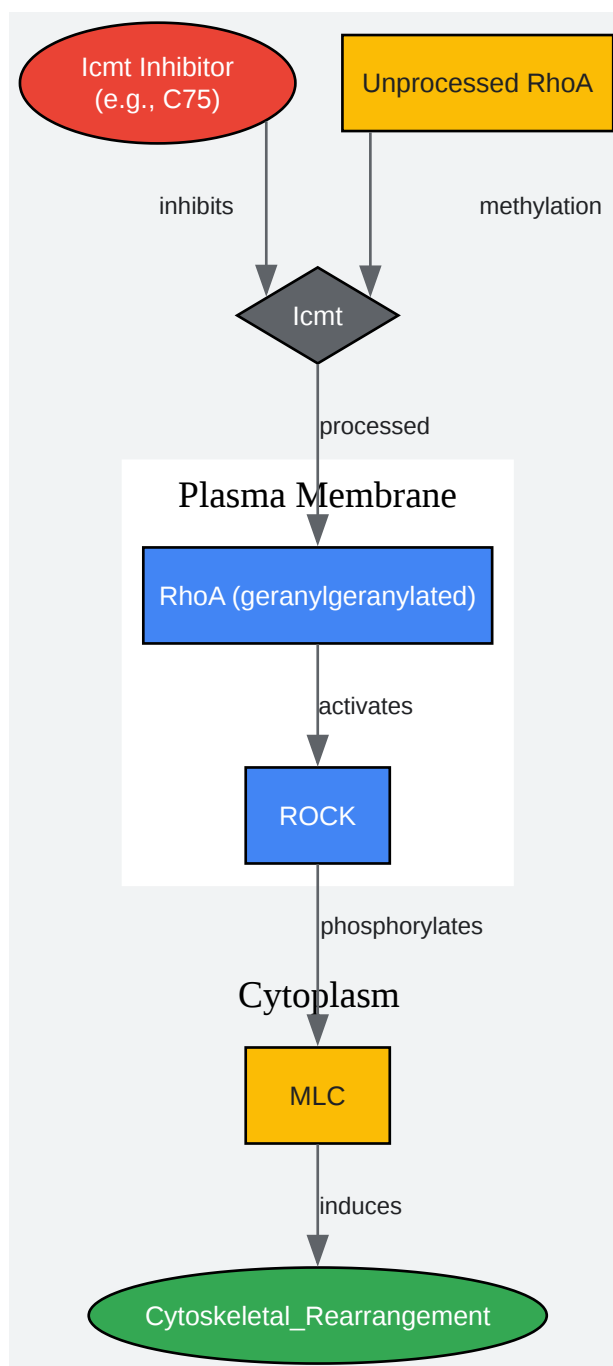 Icmt Inhibitor
(e.g., C75)
Unprocessed RhoA
inhibits
methylation
Icmt
processed
Plasma Membrane
RhoA (geranylgeranylated)
activates
ROCK
phosphorylates
Cytoplasm
MLC
induces
Cytoskeletal_Rearrangement